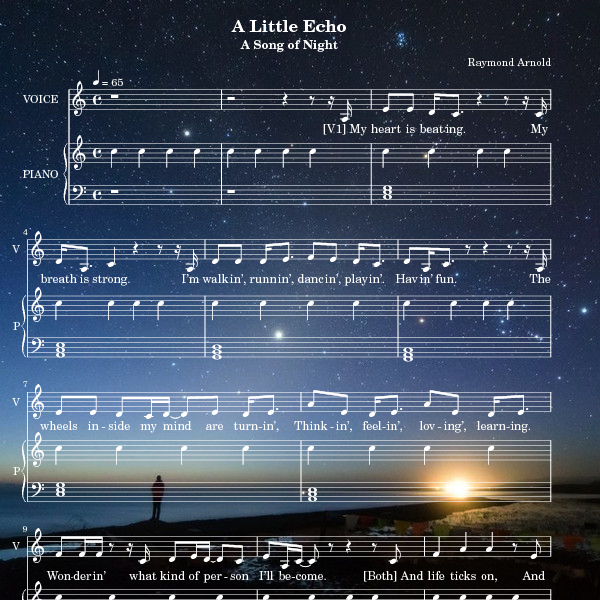 A Little Echo
A Song of Night
Raymond Arnold
= 65
VOICE
[V1] My heart is beating. My
PIANO
4
V
breath is strong. I'm walkin', runnin', dancin', playin'. Havin' fun. The
P
7
V
wheels in - side my mind are turn-in', Think - in', feel-in', lov - ing', learn-ing.
P
9
V
Won-derin' what kind of per - son I'll be-come. [Both] And life ticks on, And